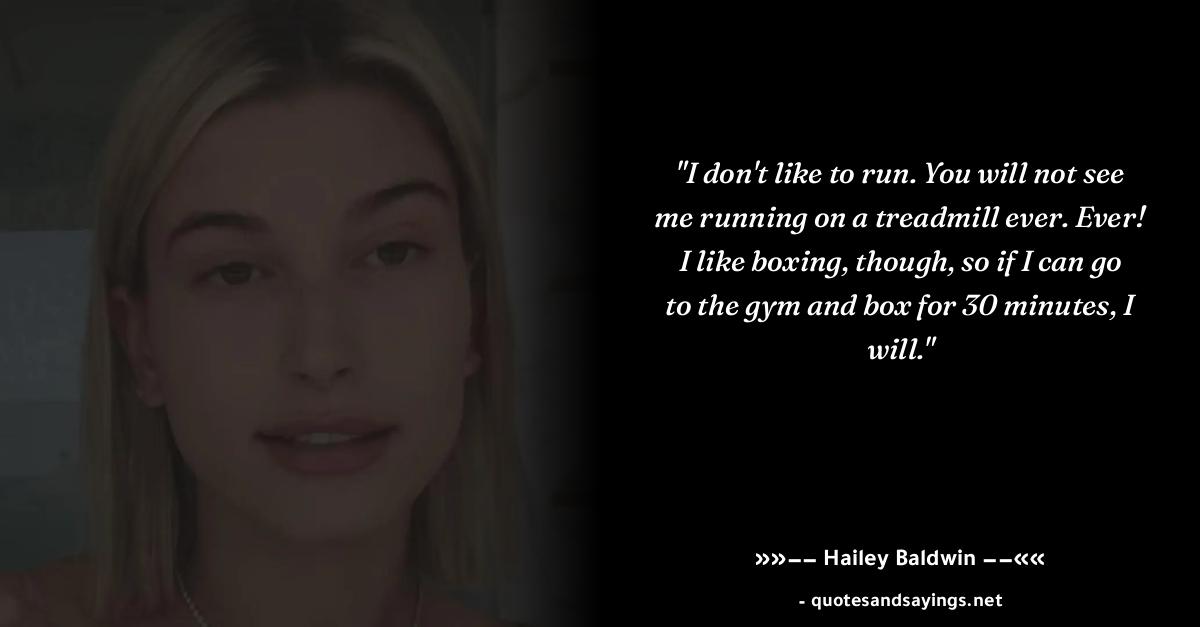 "I don't like to run. You will not see
me running on a treadmill ever. Ever!
I like boxing, though, so if I can go
to the gym and box for 30 minutes, I
will."
»»−− Hailey Baldwin −−««
- quotesandsayings.net